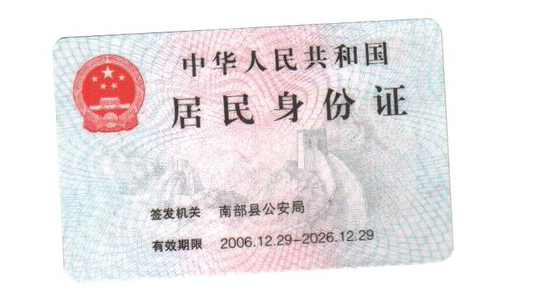 中华人民共和国
居民身份证
签发机关 南部县公安局
有效期限 2006.12.29-2026.12.29